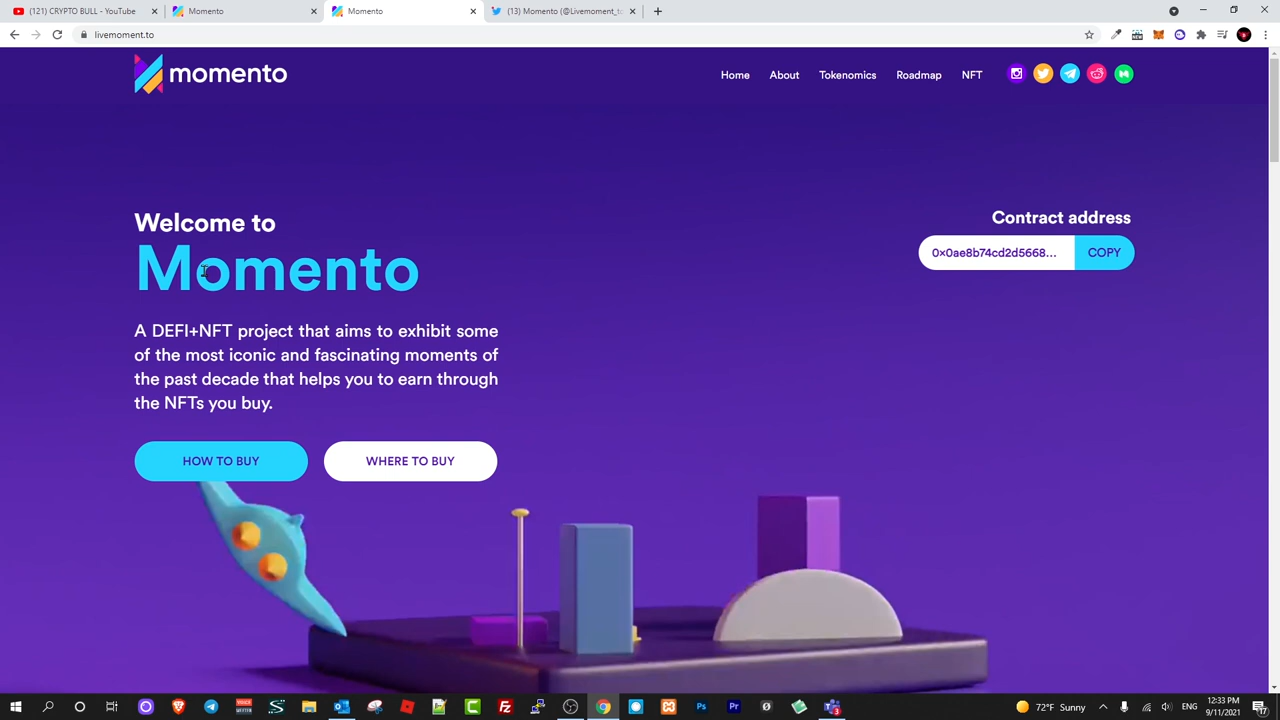 (121) CRYPTO BULL - YouTube
Momento
Momento
(13) Momento (@Livemoment_to
livemoment.to
momento
Home
About
Tokenomics
Roadmap
NFT
Welcome to
Momento
A DEFI+NFT project that aims to exhibit some
of the most iconic and fascinating moments of
the past decade that helps you to earn through
the NFTs you buy.
HOW TO BUY
WHERE TO BUY
Contract address
0x0ae8b74cd2d5668...
COPY
72°F Sunny
ENG
12:33 PM
9/11/2021